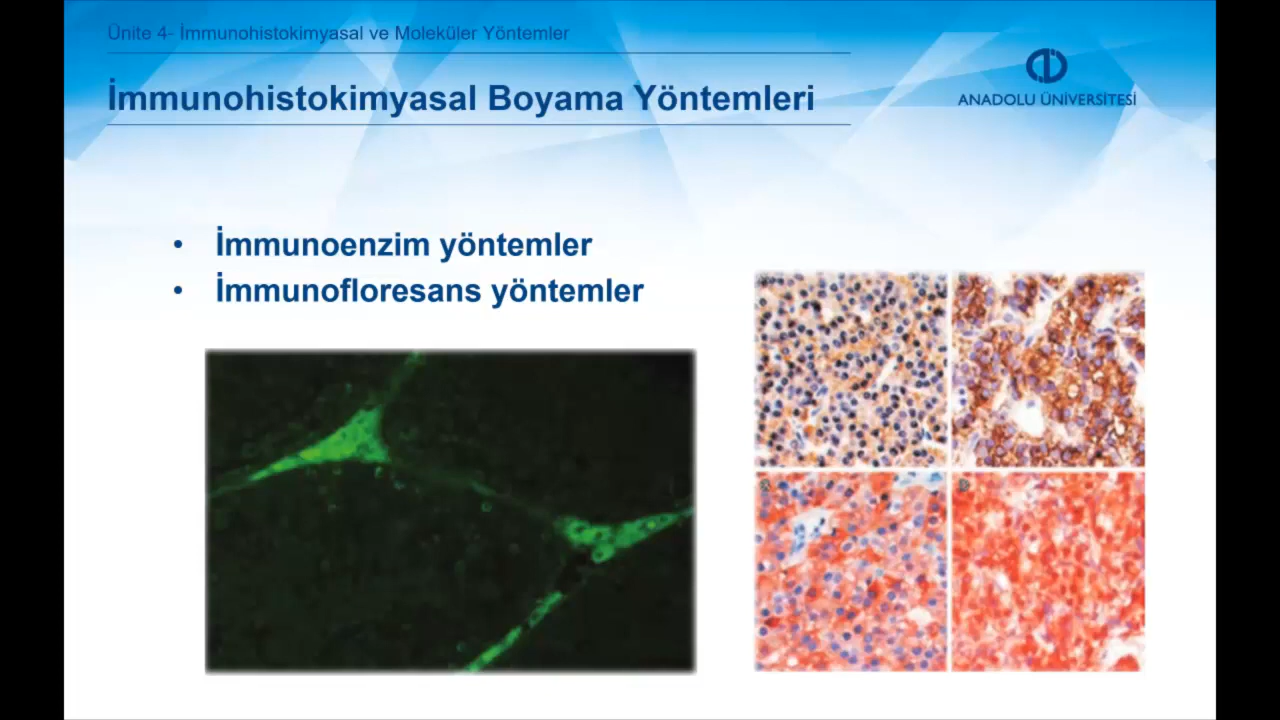 Ünite 4- İmmunohistokimyasal ve Moleküler Yöntemler
İmmunohistokimyasal Boyama Yöntemleri
ANADOLU ÜNİVERSİTESİ
• İmmunoenzim yöntemler
• İmmunofloresans yöntemler